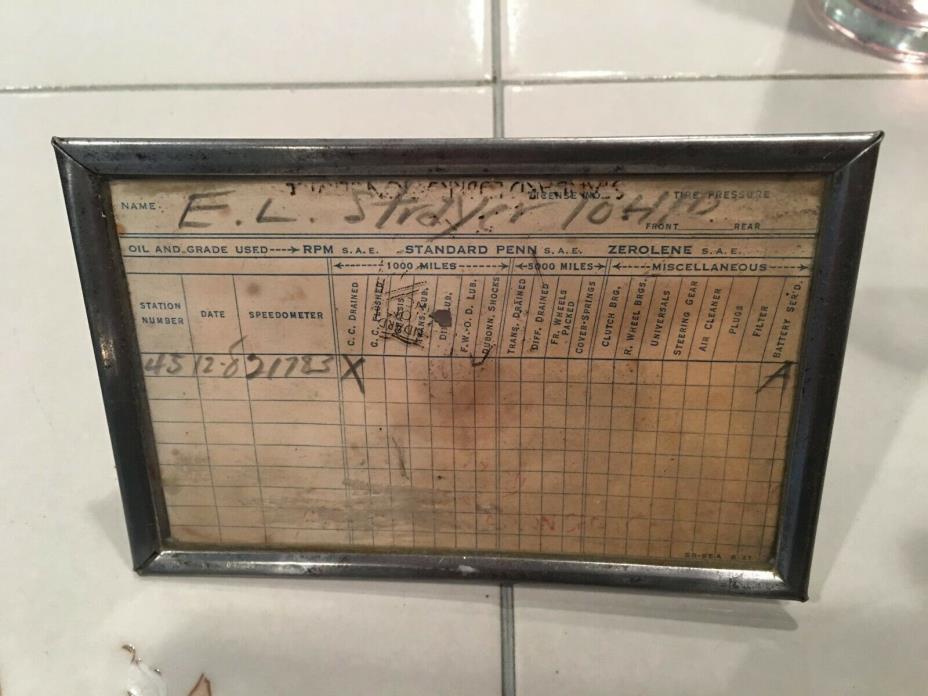 NAME. E. L. Strayer LICENSE NO. TIRE PRESSURE
FRONT REAR
OIL AND GRADE USED----> RPM S.A.E. STANDARD PENN S.A.E. ZEROLENE S.A.E.
<----1000 MILES----> <--5000 MILES--> <----MISCELLANEOUS---->
STATION NUMBER
DATE
SPEEDOMETER
C. C. DRAINED
G. C. FLUSHED
TRANS. LUB.
F. W.-O. D. LUB.
DUBONN. SHOCKS
TRANS. DRAINED
DIFF. DRAINED
FR. WHEELS PACKED
COVER-SPRINGS
CLUTCH BRG.
R. WHEEL BRGS.
UNIVERSALS
STEERING GEAR
AIR CLEANER
PLUGS
FILTER
BATTERY SER'D.
45 12-8 21785 X A